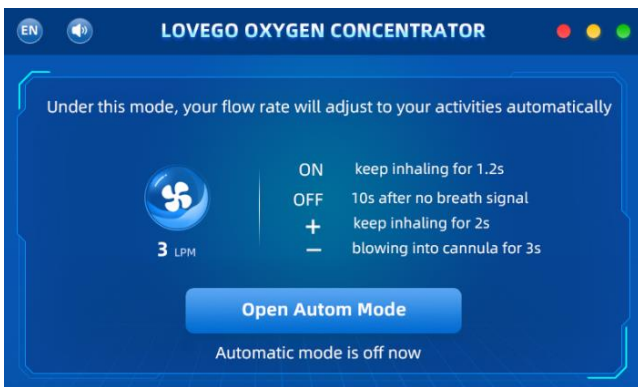 EN LOVEGO OXYGEN CONCENTRATOR
Under this mode, your flow rate will adjust to your activities automatically
ON keep inhaling for 1.2s
OFF 10s after no breath signal
+ keep inhaling for 2s
− blowing into cannula for 3s
3 LPM
Open Autom Mode
Automatic mode is off now